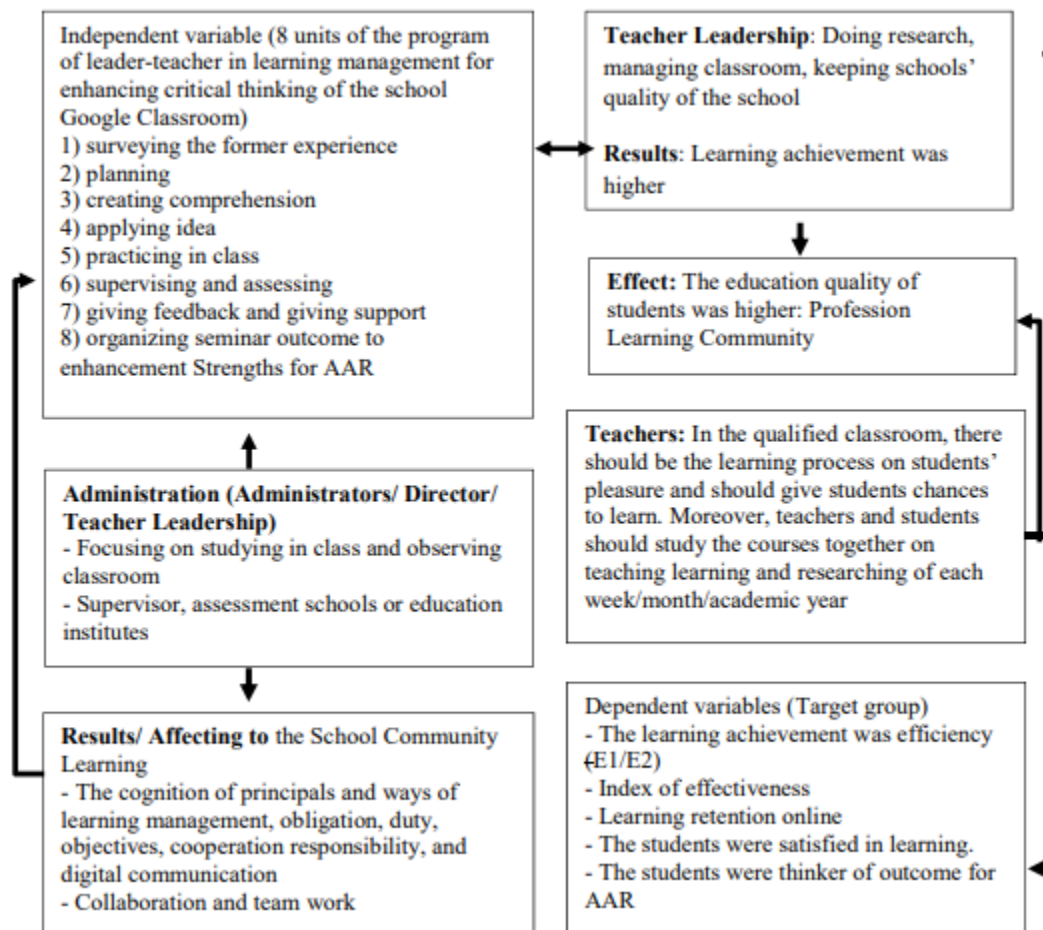 Independent variable (8 units of the program
of leader-teacher in learning management for
enhancing critical thinking of the school
Google Classroom)
1) surveying the former experience
2) planning
3) creating comprehension
4) applying idea
5) practicing in class
6) supervising and assessing
7) giving feedback and giving support
8) organizing seminar outcome to
enhancement Strengths for AAR
Administration (Administrators/ Director/
Teacher Leadership)
- Focusing on studying in class and observing
classroom
- Supervisor, assessment schools or education
institutes
Results/ Affecting to the School Community
Learning
- The cognition of principals and ways of
learning management, obligation, duty,
objectives, cooperation responsibility, and
digital communication
- Collaboration and team work
Teacher Leadership: Doing research,
managing classroom, keeping schools'
quality of the school
Results: Learning achievement was
higher
Effect: The education quality of
students was higher: Profession
Learning Community
Teachers: In the qualified classroom, there
should be the learning process on students'
pleasure and should give students chances
to learn. Moreover, teachers and students
should study the courses together on
teaching learning and researching of each
week/month/academic year
Dependent variables (Target group)
- The learning achievement was efficiency
(E1/E2)
- Index of effectiveness
- Learning retention online
- The students were satisfied in learning.
- The students were thinker of outcome for
AAR